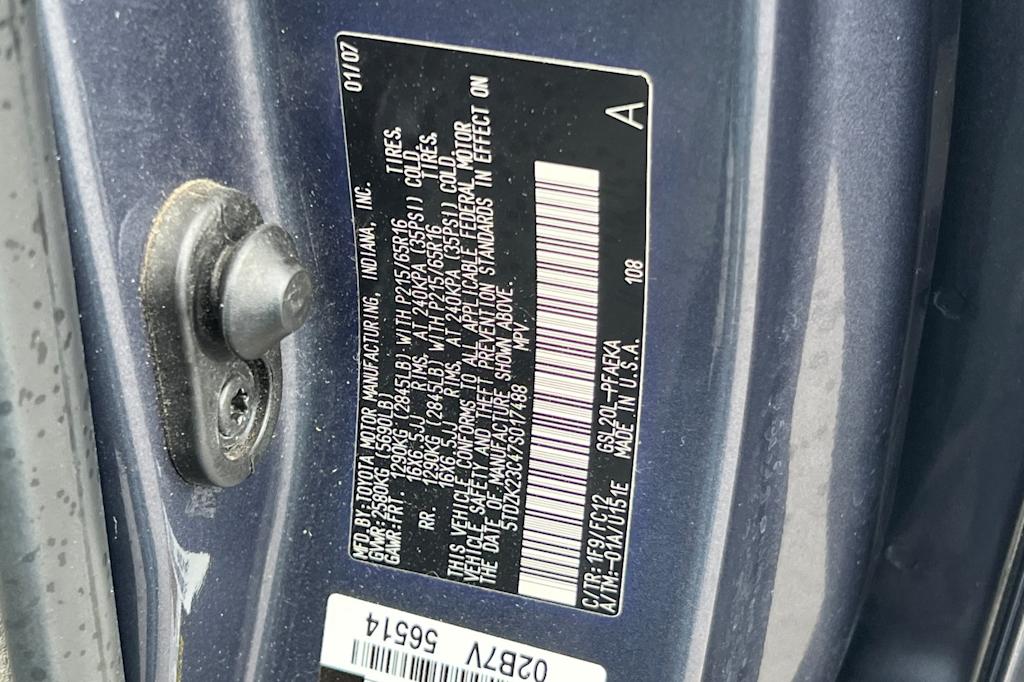 MFD. BY: TOYOTA MOTOR MANUFACTURING, INDIANA, INC. 01/07
GVWR: 2580KG (5690LB)
GAWR: FR. 1290KG (2845LB) WITH P215/65R16 TIRES,
16X6.5JJ RIMS, AT 240KPA (35PSI) COLD.
RR. 1290KG (2845LB) WITH P215/65R16 TIRES,
16X6.5JJ RIMS, AT 240KPA (35PSI) COLD.
THIS VEHICLE CONFORMS TO ALL APPLICABLE FEDERAL MOTOR
VEHICLE SAFETY AND THEFT PREVENTION STANDARDS IN EFFECT ON
THE DATE OF MANUFACTURE SHOWN ABOVE.
5TDZK23C47S017488 MPV
C/TR: 1F9/FC12 GSL20L-PFAEKA
A/TM: -01A/U151E MADE IN U.S.A. 108 A
02B7V 56514